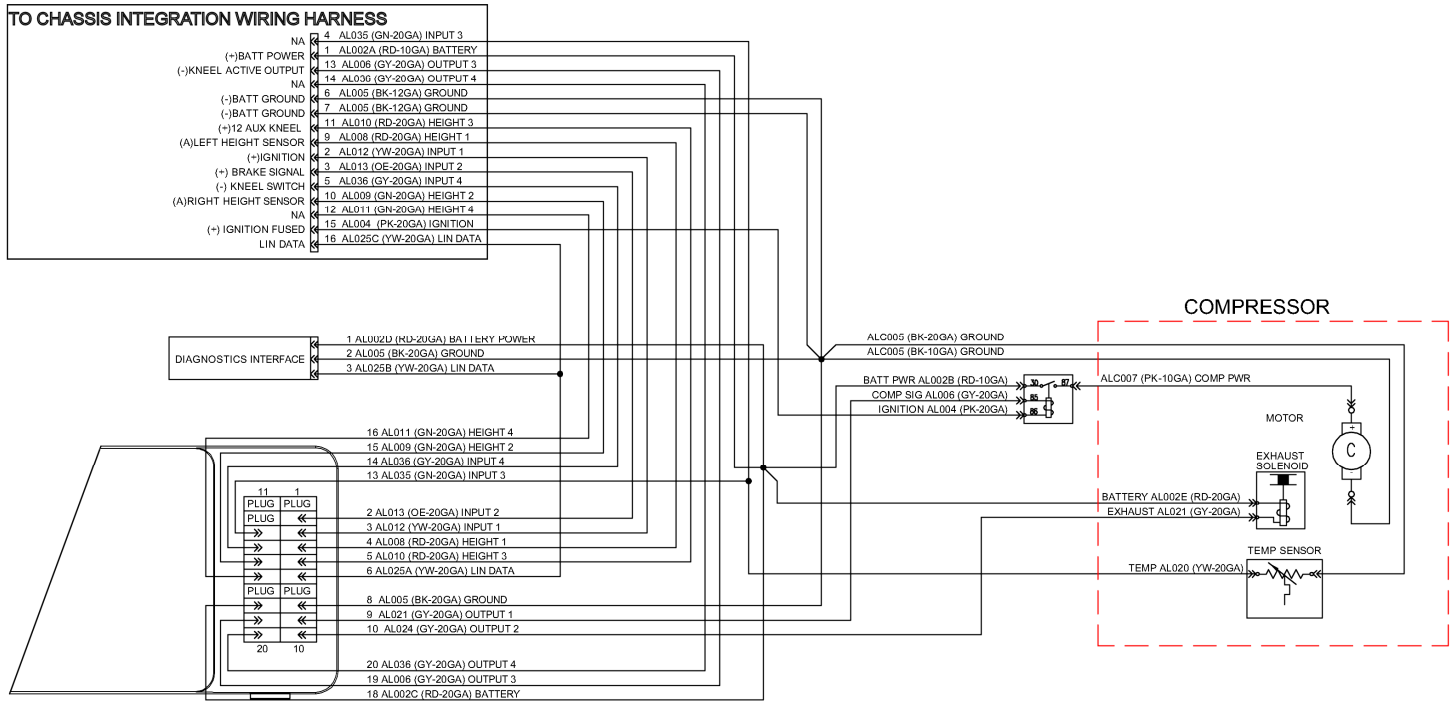 TO CHASSIS INTEGRATION WIRING HARNESS
NA 4 AL035 (GN-20GA) INPUT 3
(+)BATT POWER 1 AL002A (RD-10GA) BATTERY
(-)KNEEL ACTIVE OUTPUT 13 AL006 (GY-20GA) OUTPUT 3
NA 14 AL036 (GY-20GA) OUTPUT 4
(-)BATT GROUND 6 AL005 (BK-12GA) GROUND
(-)BATT GROUND 7 AL005 (BK-12GA) GROUND
(+)12 AUX KNEEL 11 AL010 (RD-20GA) HEIGHT 3
(A)LEFT HEIGHT SENSOR 9 AL008 (RD-20GA) HEIGHT 1
(+)IGNITION 2 AL012 (YW-20GA) INPUT 1
(+) BRAKE SIGNAL 3 AL013 (OE-20GA) INPUT 2
(-) KNEEL SWITCH 5 AL036 (GY-20GA) INPUT 4
(A)RIGHT HEIGHT SENSOR 10 AL009 (GN-20GA) HEIGHT 2
NA 12 AL011 (GN-20GA) HEIGHT 4
(+) IGNITION FUSED 15 AL004 (PK-20GA) IGNITION
LIN DATA 16 AL025C (YW-20GA) LIN DATA
COMPRESSOR
DIAGNOSTICS INTERFACE
1 AL002D (RD-20GA) BATTERY POWER
2 AL005 (BK-20GA) GROUND
3 AL025B (YW-20GA) LIN DATA
ALC005 (BK-20GA) GROUND
ALC005 (BK-10GA) GROUND
BATT PWR AL002B (RD-10GA) 30 87 ALC007 (PK-10GA) COMP PWR
COMP SIG AL006 (GY-20GA) 85
IGNITION AL004 (PK-20GA) 86
MOTOR
+
C
-
EXHAUST
SOLENOID
BATTERY AL002E (RD-20GA)
EXHAUST AL021 (GY-20GA)
TEMP SENSOR
TEMP AL020 (YW-20GA)
16 AL011 (GN-20GA) HEIGHT 4
15 AL009 (GN-20GA) HEIGHT 2
14 AL036 (GY-20GA) INPUT 4
13 AL035 (GN-20GA) INPUT 3
11 1
PLUG PLUG
PLUG
2 AL013 (OE-20GA) INPUT 2
3 AL012 (YW-20GA) INPUT 1
4 AL008 (RD-20GA) HEIGHT 1
5 AL010 (RD-20GA) HEIGHT 3
6 AL025A (YW-20GA) LIN DATA
PLUG PLUG
8 AL005 (BK-20GA) GROUND
9 AL021 (GY-20GA) OUTPUT 1
10 AL024 (GY-20GA) OUTPUT 2
20 10
20 AL036 (GY-20GA) OUTPUT 4
19 AL006 (GY-20GA) OUTPUT 3
18 AL002C (RD-20GA) BATTERY